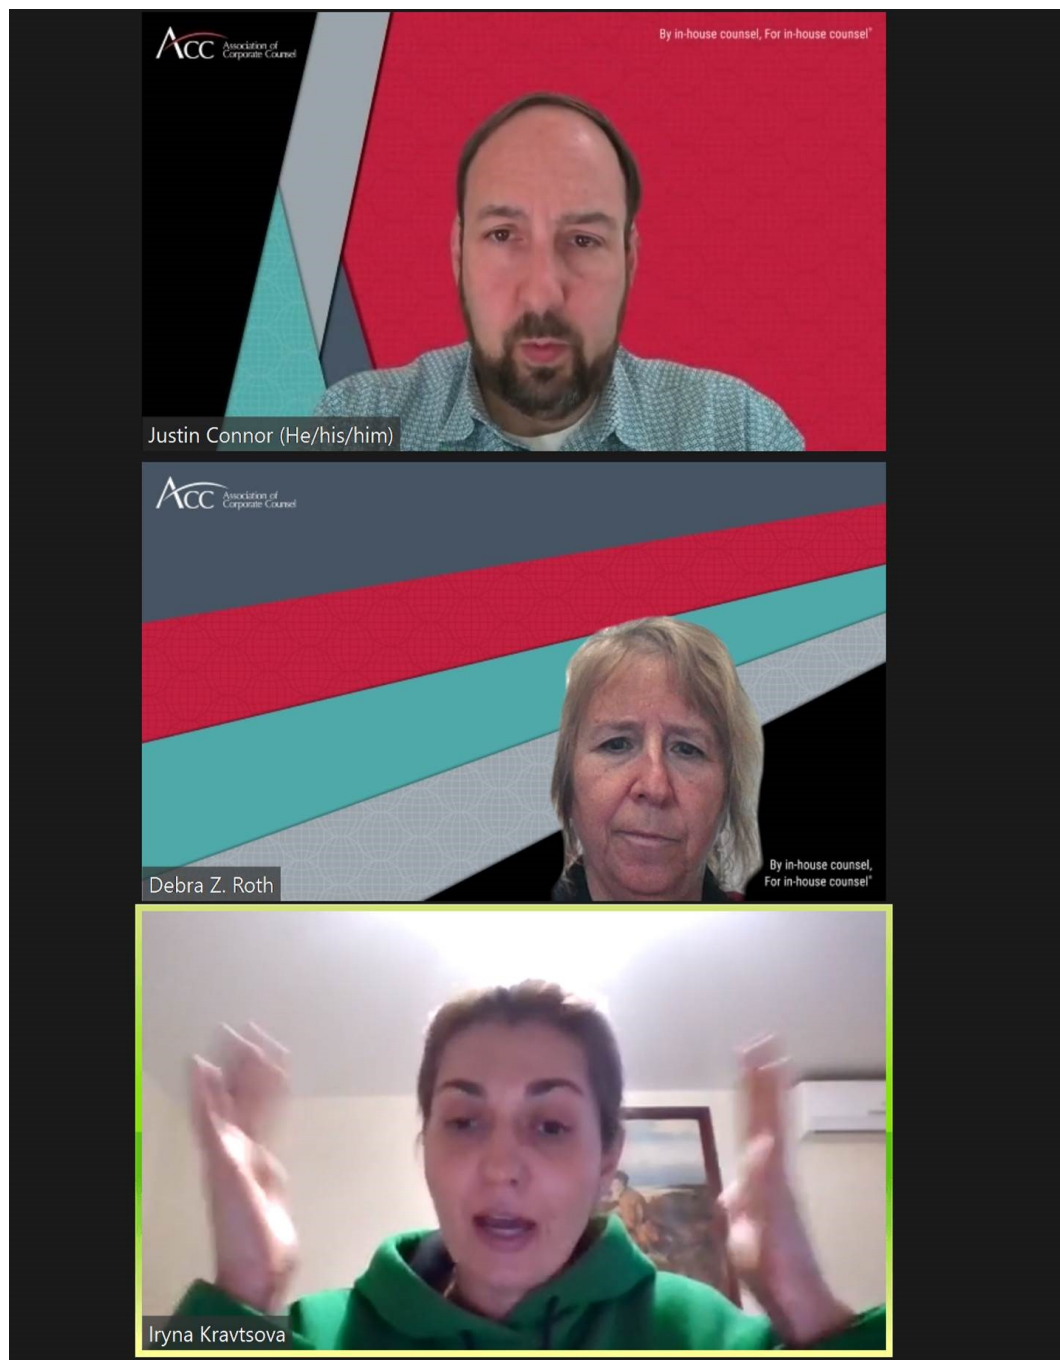 ACC Association of
Corporate Counsel
By in-house counsel, For in-house counsel®
Justin Connor (He/his/him)
ACC Association of
Corporate Counsel
By in-house counsel,
For in-house counsel®
Debra Z. Roth
Iryna Kravtsova